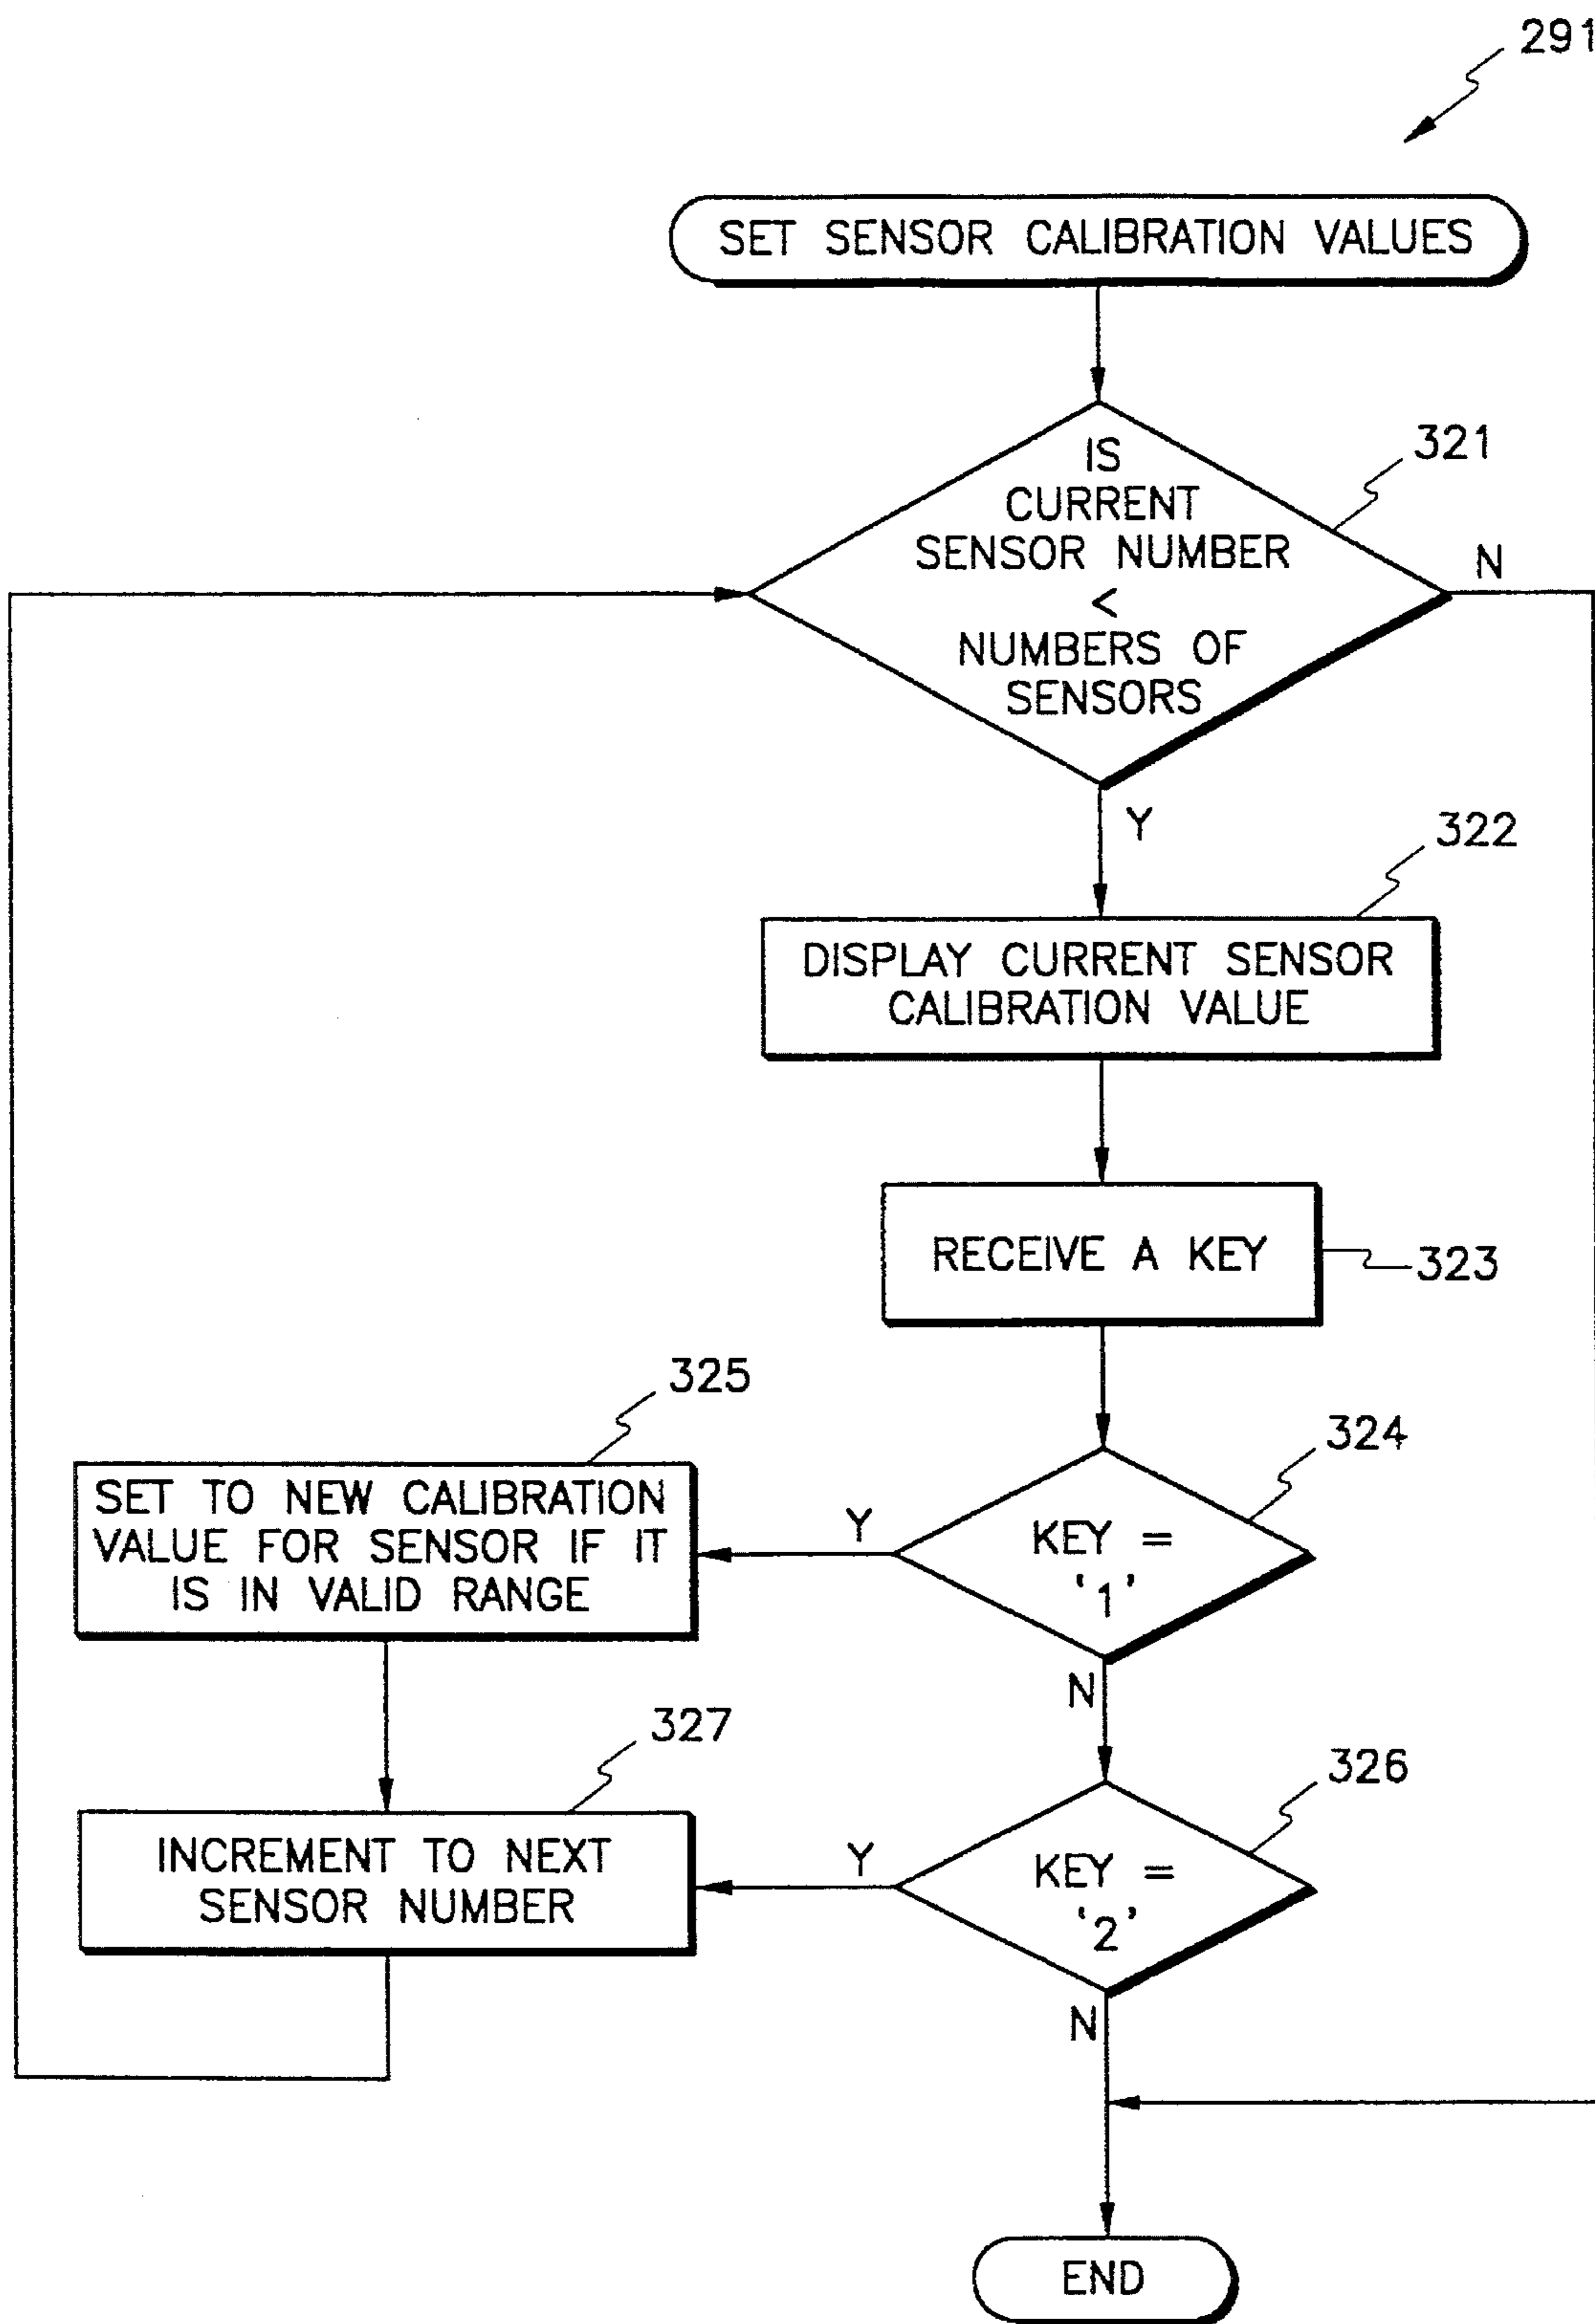 291
SET SENSOR CALIBRATION VALUES
321
IS
CURRENT
SENSOR NUMBER
<
NUMBERS OF
SENSORS
N
Y
322
DISPLAY CURRENT SENSOR
CALIBRATION VALUE
RECEIVE A KEY
323
325
324
SET TO NEW CALIBRATION
VALUE FOR SENSOR IF IT
IS IN VALID RANGE
Y
KEY =
'1'
N
327
326
INCREMENT TO NEXT
SENSOR NUMBER
Y
KEY =
'2'
N
END